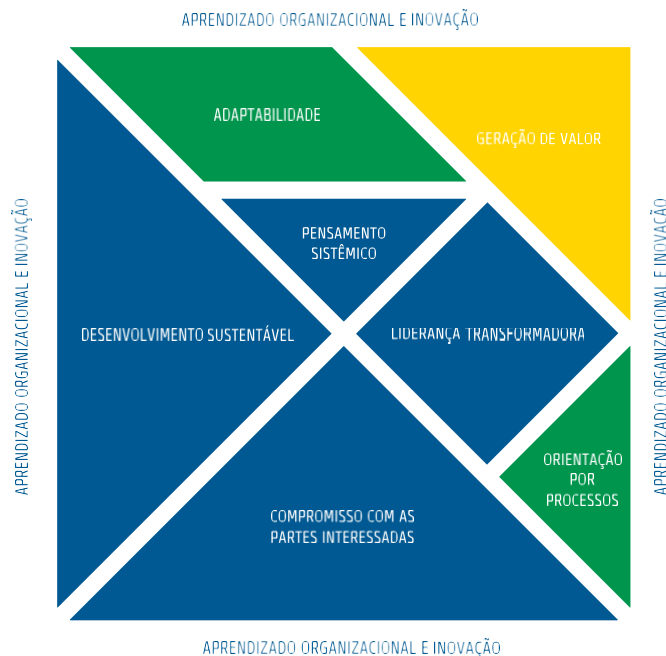 APRENDIZADO ORGANIZACIONAL E INOVAÇÃO
ADAPTABILIDADE
GERAÇÃO DE VALOR
APRENDIZADO ORGANIZACIONAL E INOVAÇÃO
APRENDIZADO ORGANIZACIONAL E INOVAÇÃO
PENSAMENTO
SISTÊMICO
DESENVOLVIMENTO SUSTENTÁVEL
LIDERANÇA TRANSFORMADORA
ORIENTAÇÃO
POR
PROCESSOS
COMPROMISSO COM AS
PARTES INTERESSADAS
APRENDIZADO ORGANIZACIONAL E INOVAÇÃO